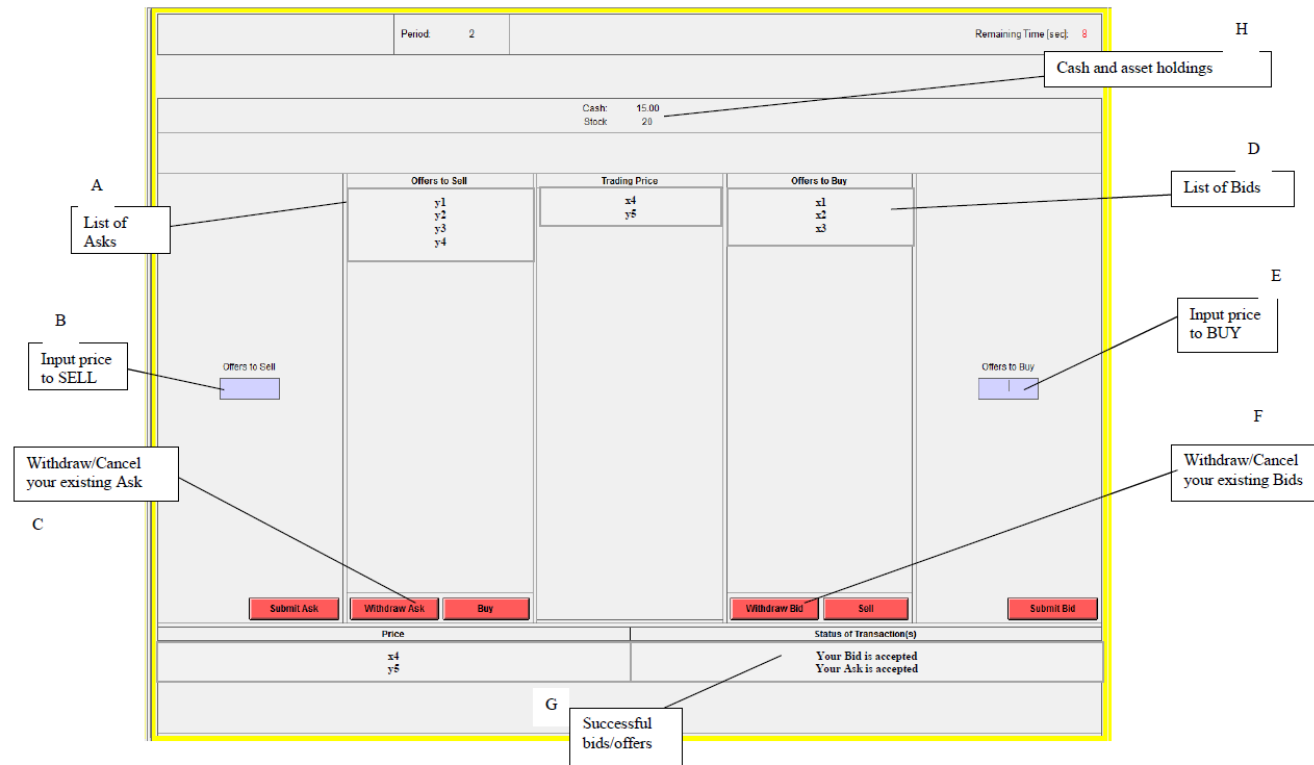 Period: 2
Remaining Time [sec]: 8
H
Cash and asset holdings
Cash: 15.00
Stock 20
A
List of
Asks
Offers to Sell
y1
y2
y3
y4
Trading Price
x4
y5
Offers to Buy
x1
x2
x3
D
List of Bids
B
Input price
to SELL
Offers to Sell
E
Input price
to BUY
Offers to Buy
Withdraw/Cancel
your existing Ask
C
F
Withdraw/Cancel
your existing Bids
Submit Ask
Withdraw Ask
Buy
Withdraw Bid
Sell
Submit Bid
Price
Status of Transaction(s)
x4
y5
Your Bid is accepted
Your Ask is accepted
G
Successful
bids/offers